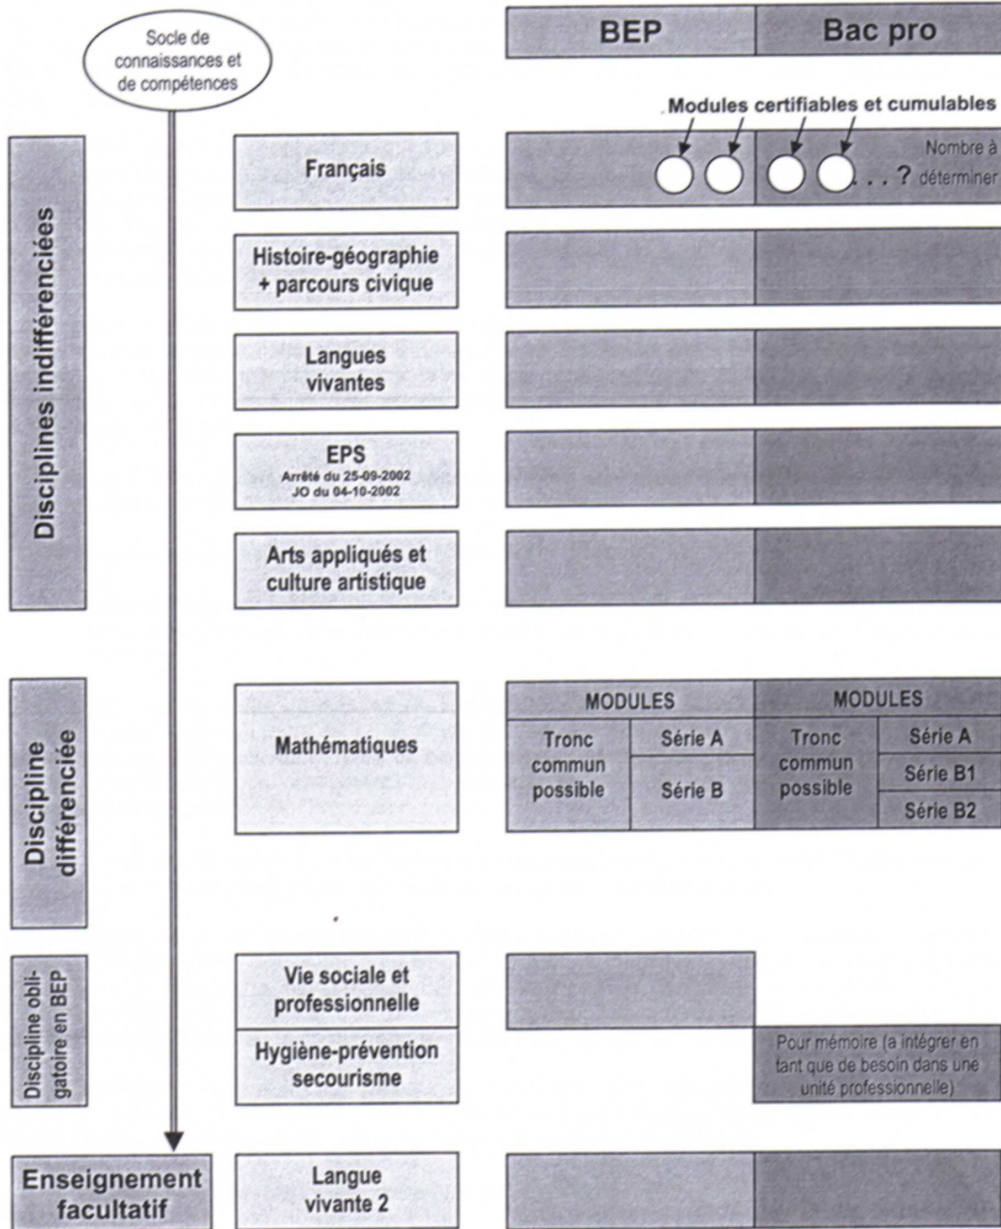 Socle de
connaissances et
de compétences
BEP
Bac pro
Modules certifiables et cumulables
Disciplines indifférenciées
Français
Nombre à
. . . ? déterminer
Histoire-géographie
+ parcours civique
Langues
vivantes
EPS
Arrêté du 25-09-2002
JO du 04-10-2002
Arts appliqués et
culture artistique
Discipline
différenciée
Mathématiques
MODULES
Tronc
commun
possible
Série A
Série B
MODULES
Tronc
commun
possible
Série A
Série B1
Série B2
Discipline obli-
gatoire en BEP
Vie sociale et
professionnelle
Hygiène-prévention
secourisme
Pour mémoire (a intégrer en
tant que de besoin dans une
unité professionnelle)
Enseignement
facultatif
Langue
vivante 2